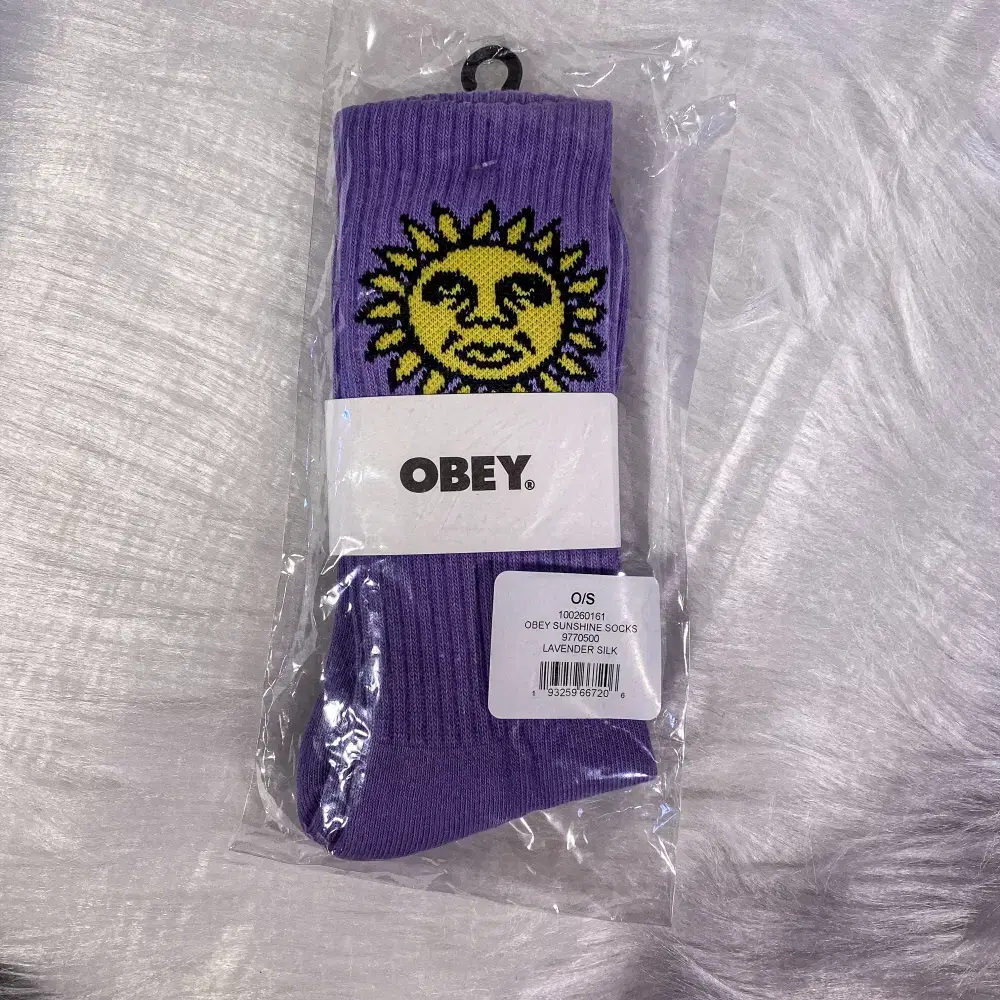 OBEY®
O/S
100260161
OBEY SUNSHINE SOCKS
9770500
LAVENDER SILK
1 93259 66720 6